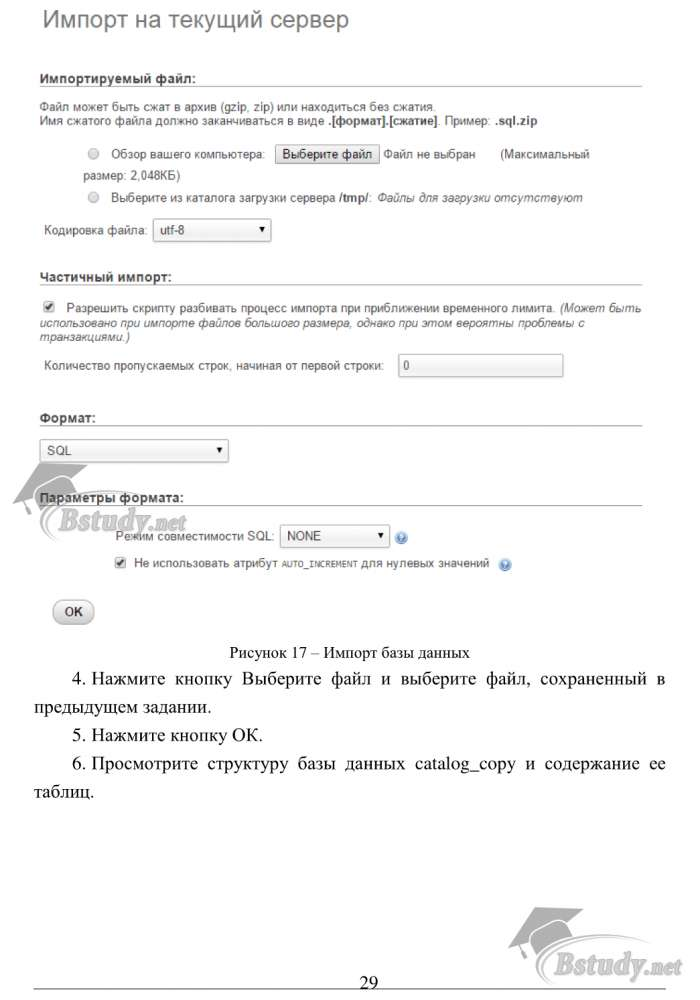 Импорт на текущий сервер
Импортируемый файл:
Файл может быть сжат в архив (gzip, zip) или находиться без сжатия.
Имя сжатого файла должно заканчиваться в виде .[формат].[сжатие]. Пример: .sql.zip
Обзор вашего компьютера: Выберите файл Файл не выбран (Максимальный
размер: 2,048КБ)
Выберите из каталога загрузки сервера /tmp/: Файлы для загрузки отсутствуют
Кодировка файла: utf-8
Частичный импорт:
Разрешить скрипту разбивать процесс импорта при приближении временного лимита. (Может быть
использовано при импорте файлов большого размера, однако при этом вероятны проблемы с
транзакциями.)
Количество пропускаемых строк, начиная от первой строки: 0
Формат:
SQL
Параметры формата:
Bstudy.net
Режим совместимости SQL: NONE
Не использовать атрибут AUTO_INCREMENT для нулевых значений
OK
Рисунок 17 – Импорт базы данных
4. Нажмите кнопку Выберите файл и выберите файл, сохраненный в
предыдущем задании.
5. Нажмите кнопку ОК.
6. Просмотрите структуру базы данных catalog_copy и содержание ее
таблиц.
Bstudy.net
29